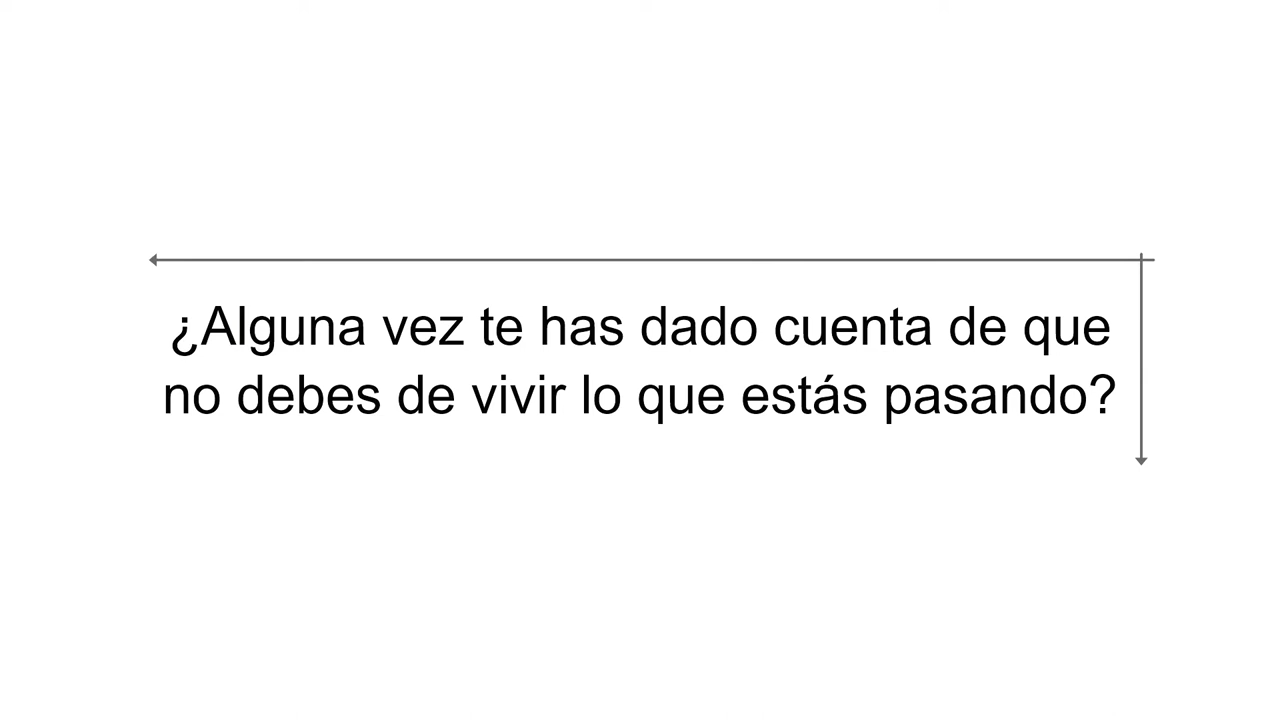 ¿Alguna vez te has dado cuenta de que
no debes de vivir lo que estás pasando?